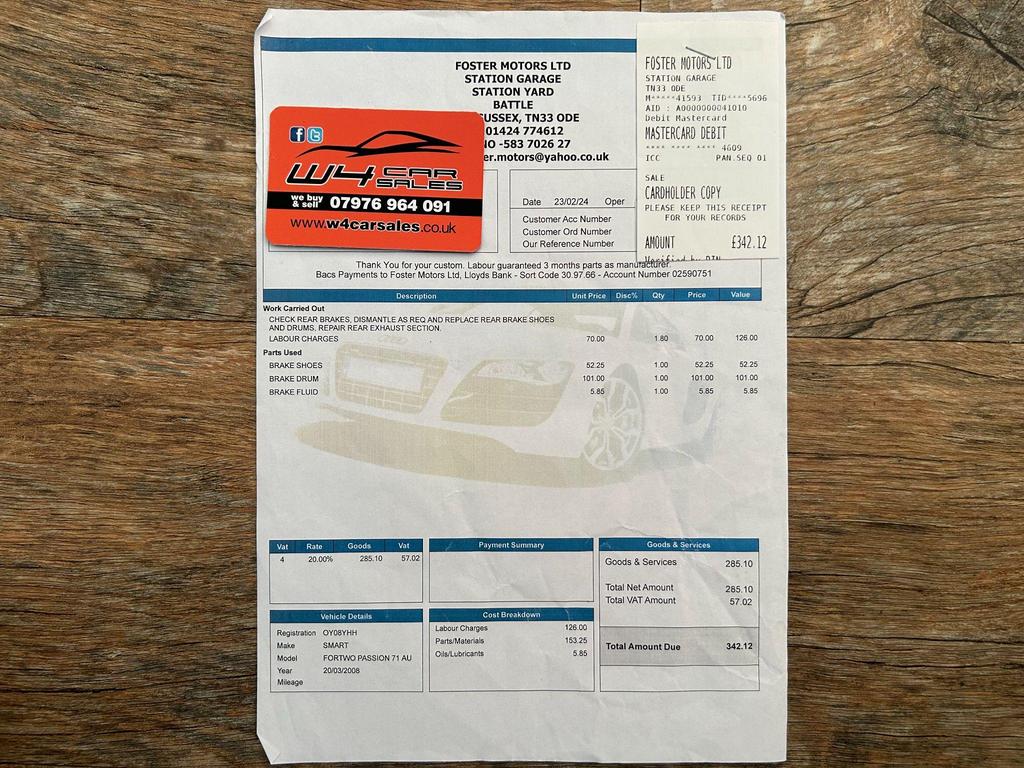 FOSTER MOTORS LTD
STATION GARAGE
STATION YARD
BATTLE
SUSSEX, TN33 ODE
01424 774612
NO -583 7026 27
er.motors@yahoo.co.uk
W4 CAR SALES
we buy & sell 07976 964 091
www.w4carsales.co.uk
FOSTER MOTORS LTD
STATION GARAGE
TN33 0DE
M*****41593 TID****5696
AID : A0000000041010
Debit Mastercard
MASTERCARD DEBIT
**** **** **** 4609
ICC PAN.SEQ 01
SALE
CARDHOLDER COPY
PLEASE KEEP THIS RECEIPT
FOR YOUR RECORDS
AMOUNT £342.12
Verified by PIN
Date 23/02/24 Oper
Customer Acc Number
Customer Ord Number
Our Reference Number
Thank You for your custom. Labour guaranteed 3 months parts as manufacturer.
Bacs Payments to Foster Motors Ltd, Lloyds Bank - Sort Code 30.97.66 - Account Number 02590751
Description Unit Price Disc% Qty Price Value
Work Carried Out
CHECK REAR BRAKES, DISMANTLE AS REQ AND REPLACE REAR BRAKE SHOES
AND DRUMS. REPAIR REAR EXHAUST SECTION.
LABOUR CHARGES 70.00 1.80 70.00 126.00
Parts Used
BRAKE SHOES 52.25 1.00 52.25 52.25
BRAKE DRUM 101.00 1.00 101.00 101.00
BRAKE FLUID 5.85 1.00 5.85 5.85
Vat Rate Goods Vat
4 20.00% 285.10 57.02
Payment Summary
Goods & Services
Goods & Services 285.10
Total Net Amount 285.10
Total VAT Amount 57.02
Total Amount Due 342.12
Vehicle Details
Registration OY08YHH
Make SMART
Model FORTWO PASSION 71 AU
Year 20/03/2008
Mileage
Cost Breakdown
Labour Charges 126.00
Parts/Materials 153.25
Oils/Lubricants 5.85